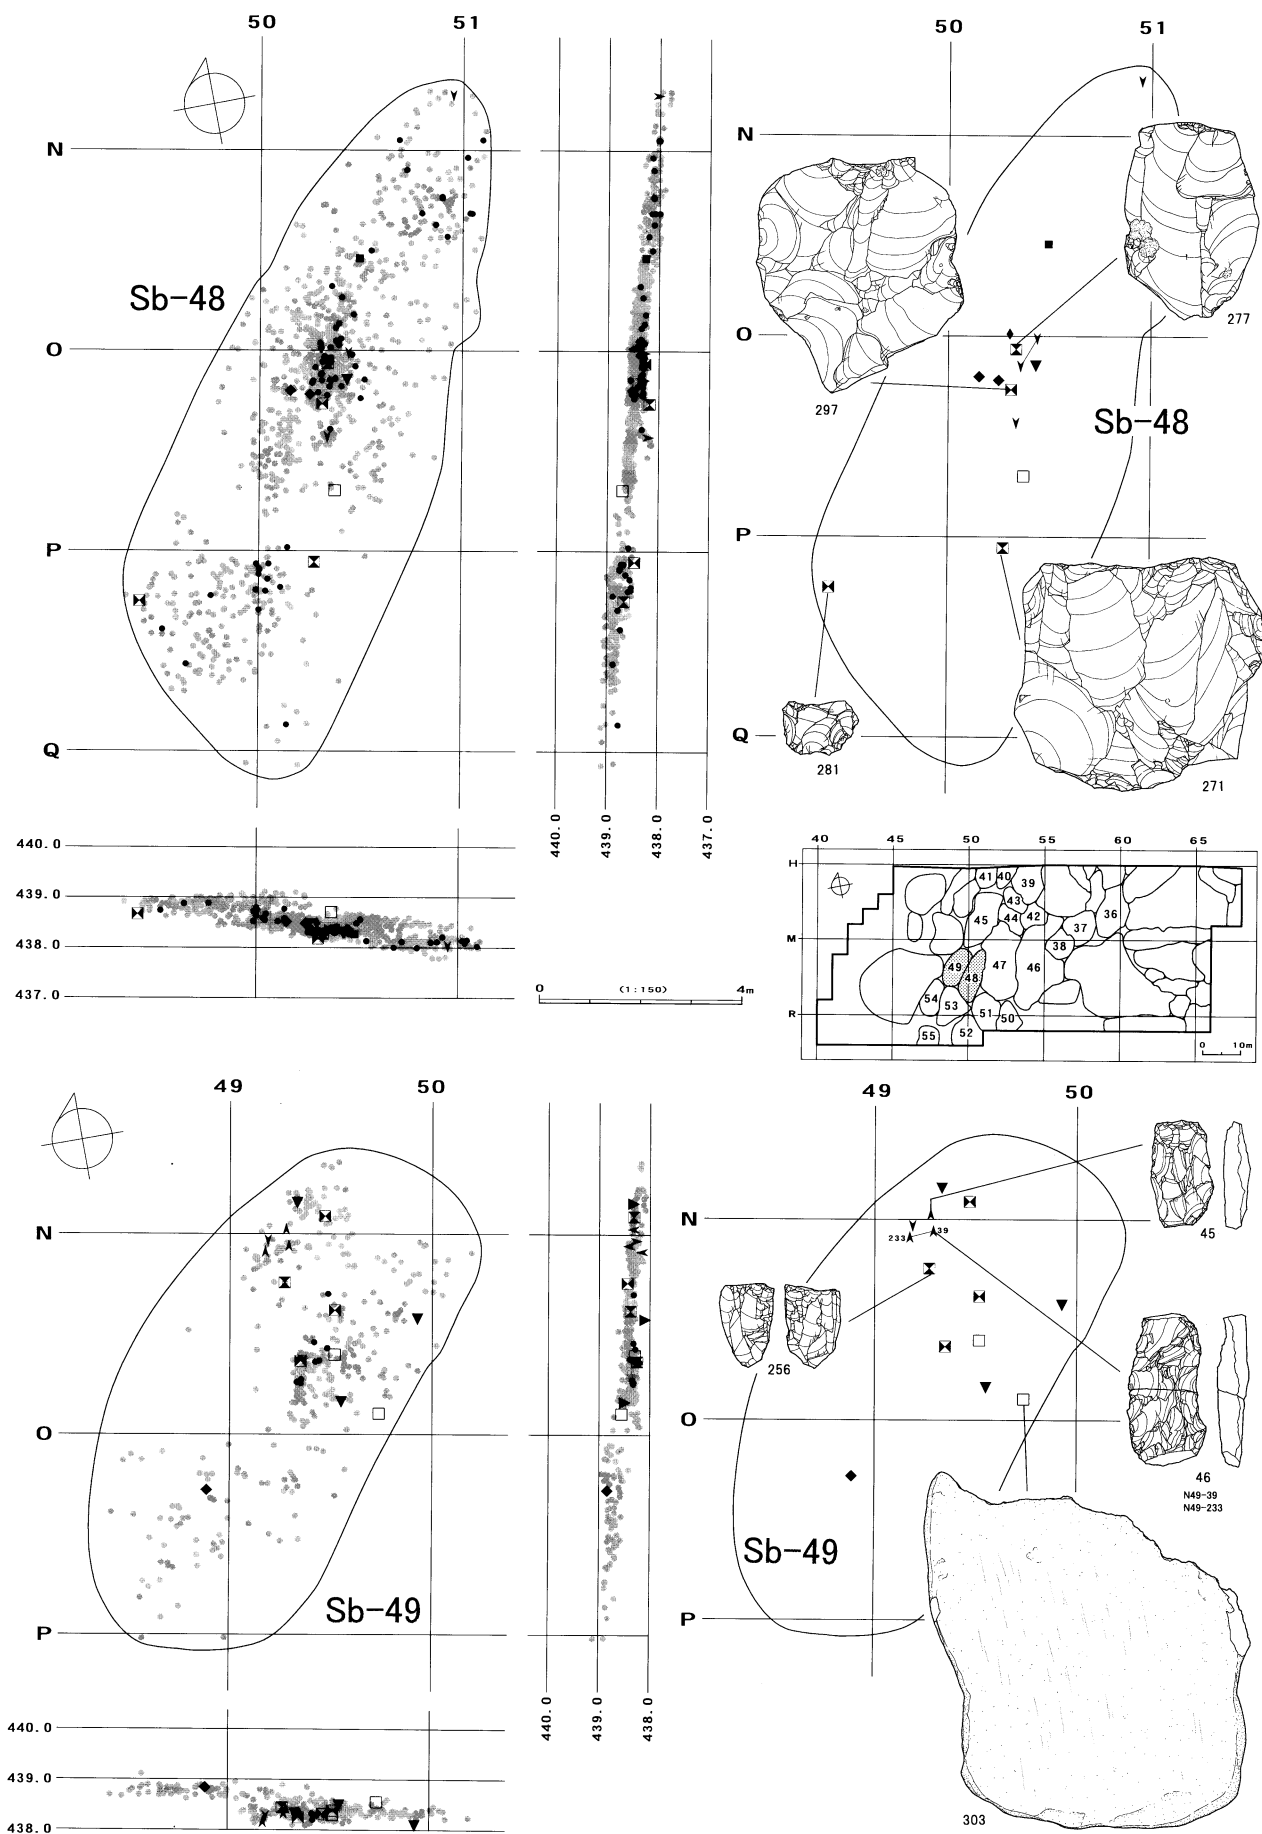 50 51
N
Sb-48
O
P
Q
440.0 439.0 438.0 437.0
440.0
439.0
438.0
437.0
0 (1:150) 4m
50 51
N
277
O
297
Sb-48
P
Q
281
271
40 45 50 55 60 65
H
41 40 39
43
45 44 42 36
37
M
38
49 48 47 46
54 53 51 50
R
55 52
0 10m
49 50
N
O
Sb-49
P
440.0 439.0 438.0
440.0
439.0
438.0
49 50
N
45
233 39
256
O
46
N49-39
N49-233
Sb-49
P
303